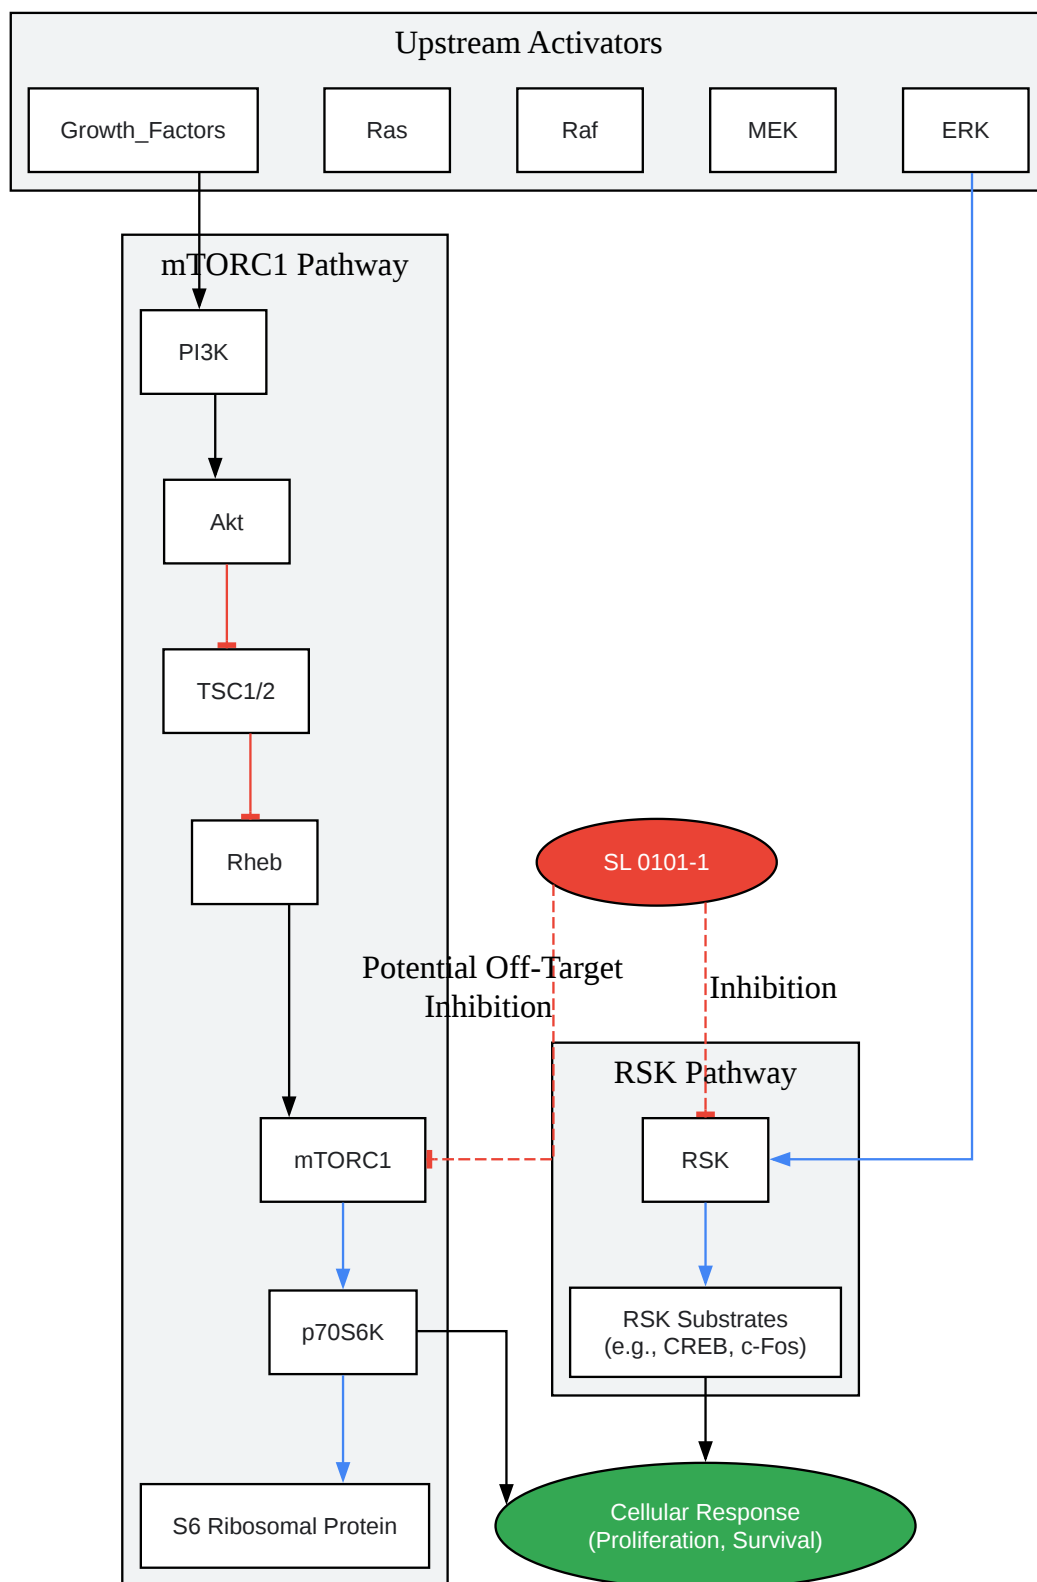 Upstream Activators
Growth_Factors
Ras
Raf
MEK
ERK
mTORC1 Pathway
PI3K
Akt
TSC1/2
Rheb
SL 0101-1
Potential Off-Target
Inhibition
Inhibition
RSK Pathway
mTORC1
RSK
p70S6K
RSK Substrates
(e.g., CREB, c-Fos)
S6 Ribosomal Protein
Cellular Response
(Proliferation, Survival)